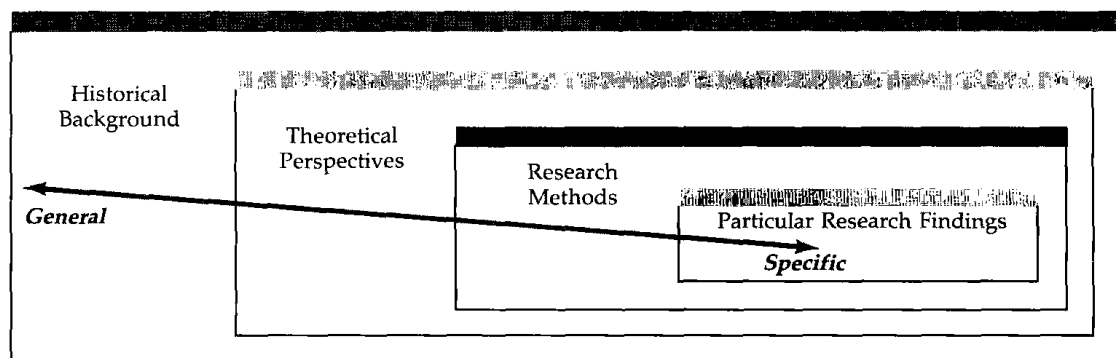 Historical
Background
Theoretical
Perspectives
Research
Methods
Particular Research Findings
General
Specific